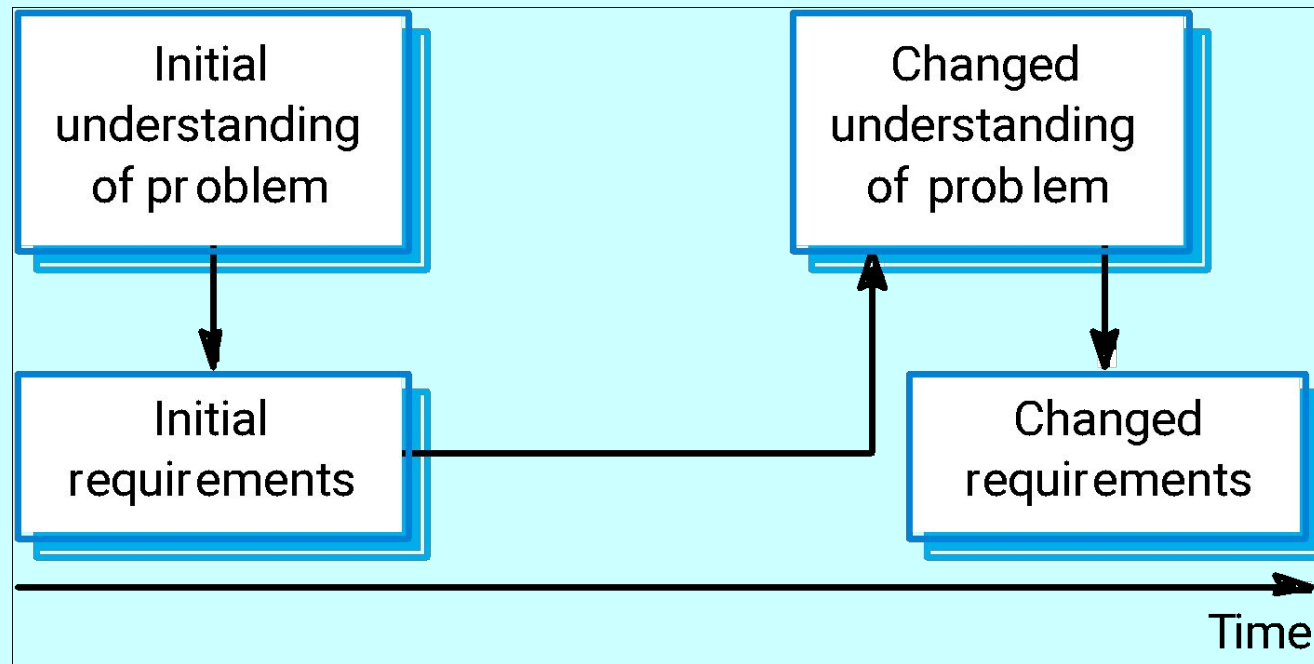 Initial
understanding
of problem
Changed
understanding
of problem
Initial
requirements
Changed
requirements
Time